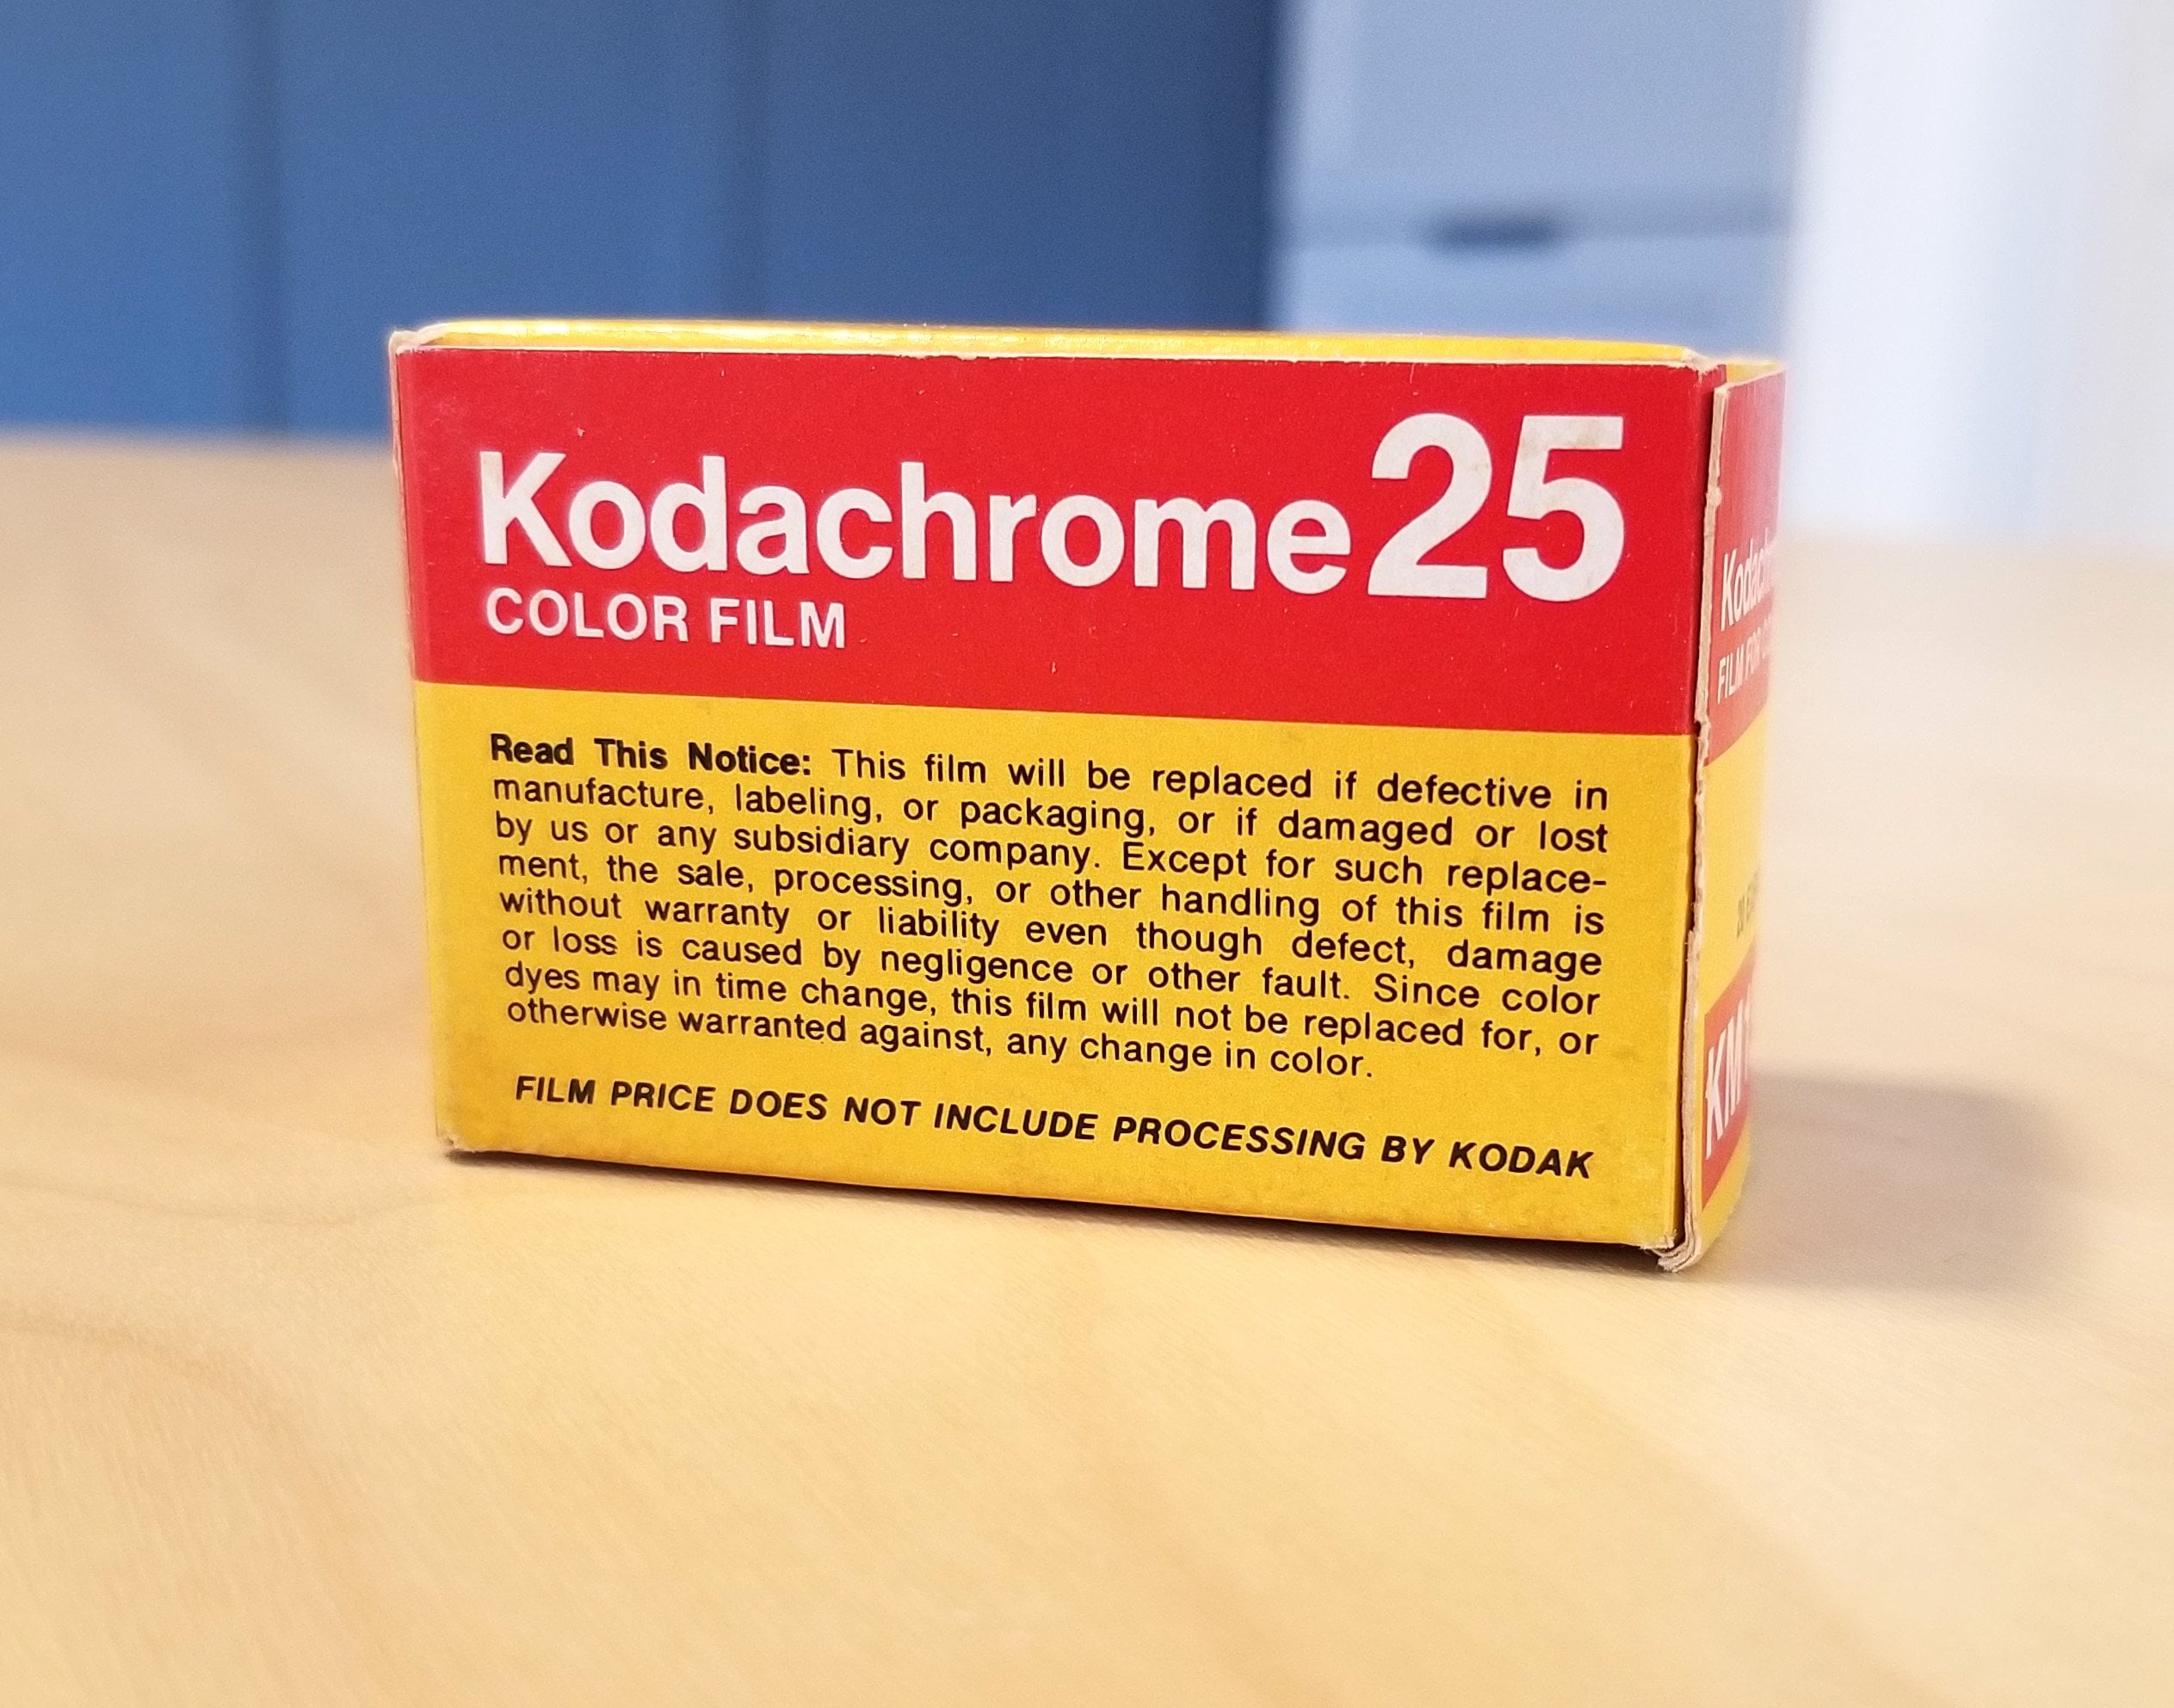 Kodachrome 25
COLOR FILM
Read This Notice: This film will be replaced if defective in
manufacture, labeling, or packaging, or if damaged or lost
by us or any subsidiary company. Except for such replace-
ment, the sale, processing, or other handling of this film is
without warranty or liability even though defect, damage
or loss is caused by negligence or other fault. Since color
dyes may in time change, this film will not be replaced for, or
otherwise warranted against, any change in color.
FILM PRICE DOES NOT INCLUDE PROCESSING BY KODAK
FILM
KM